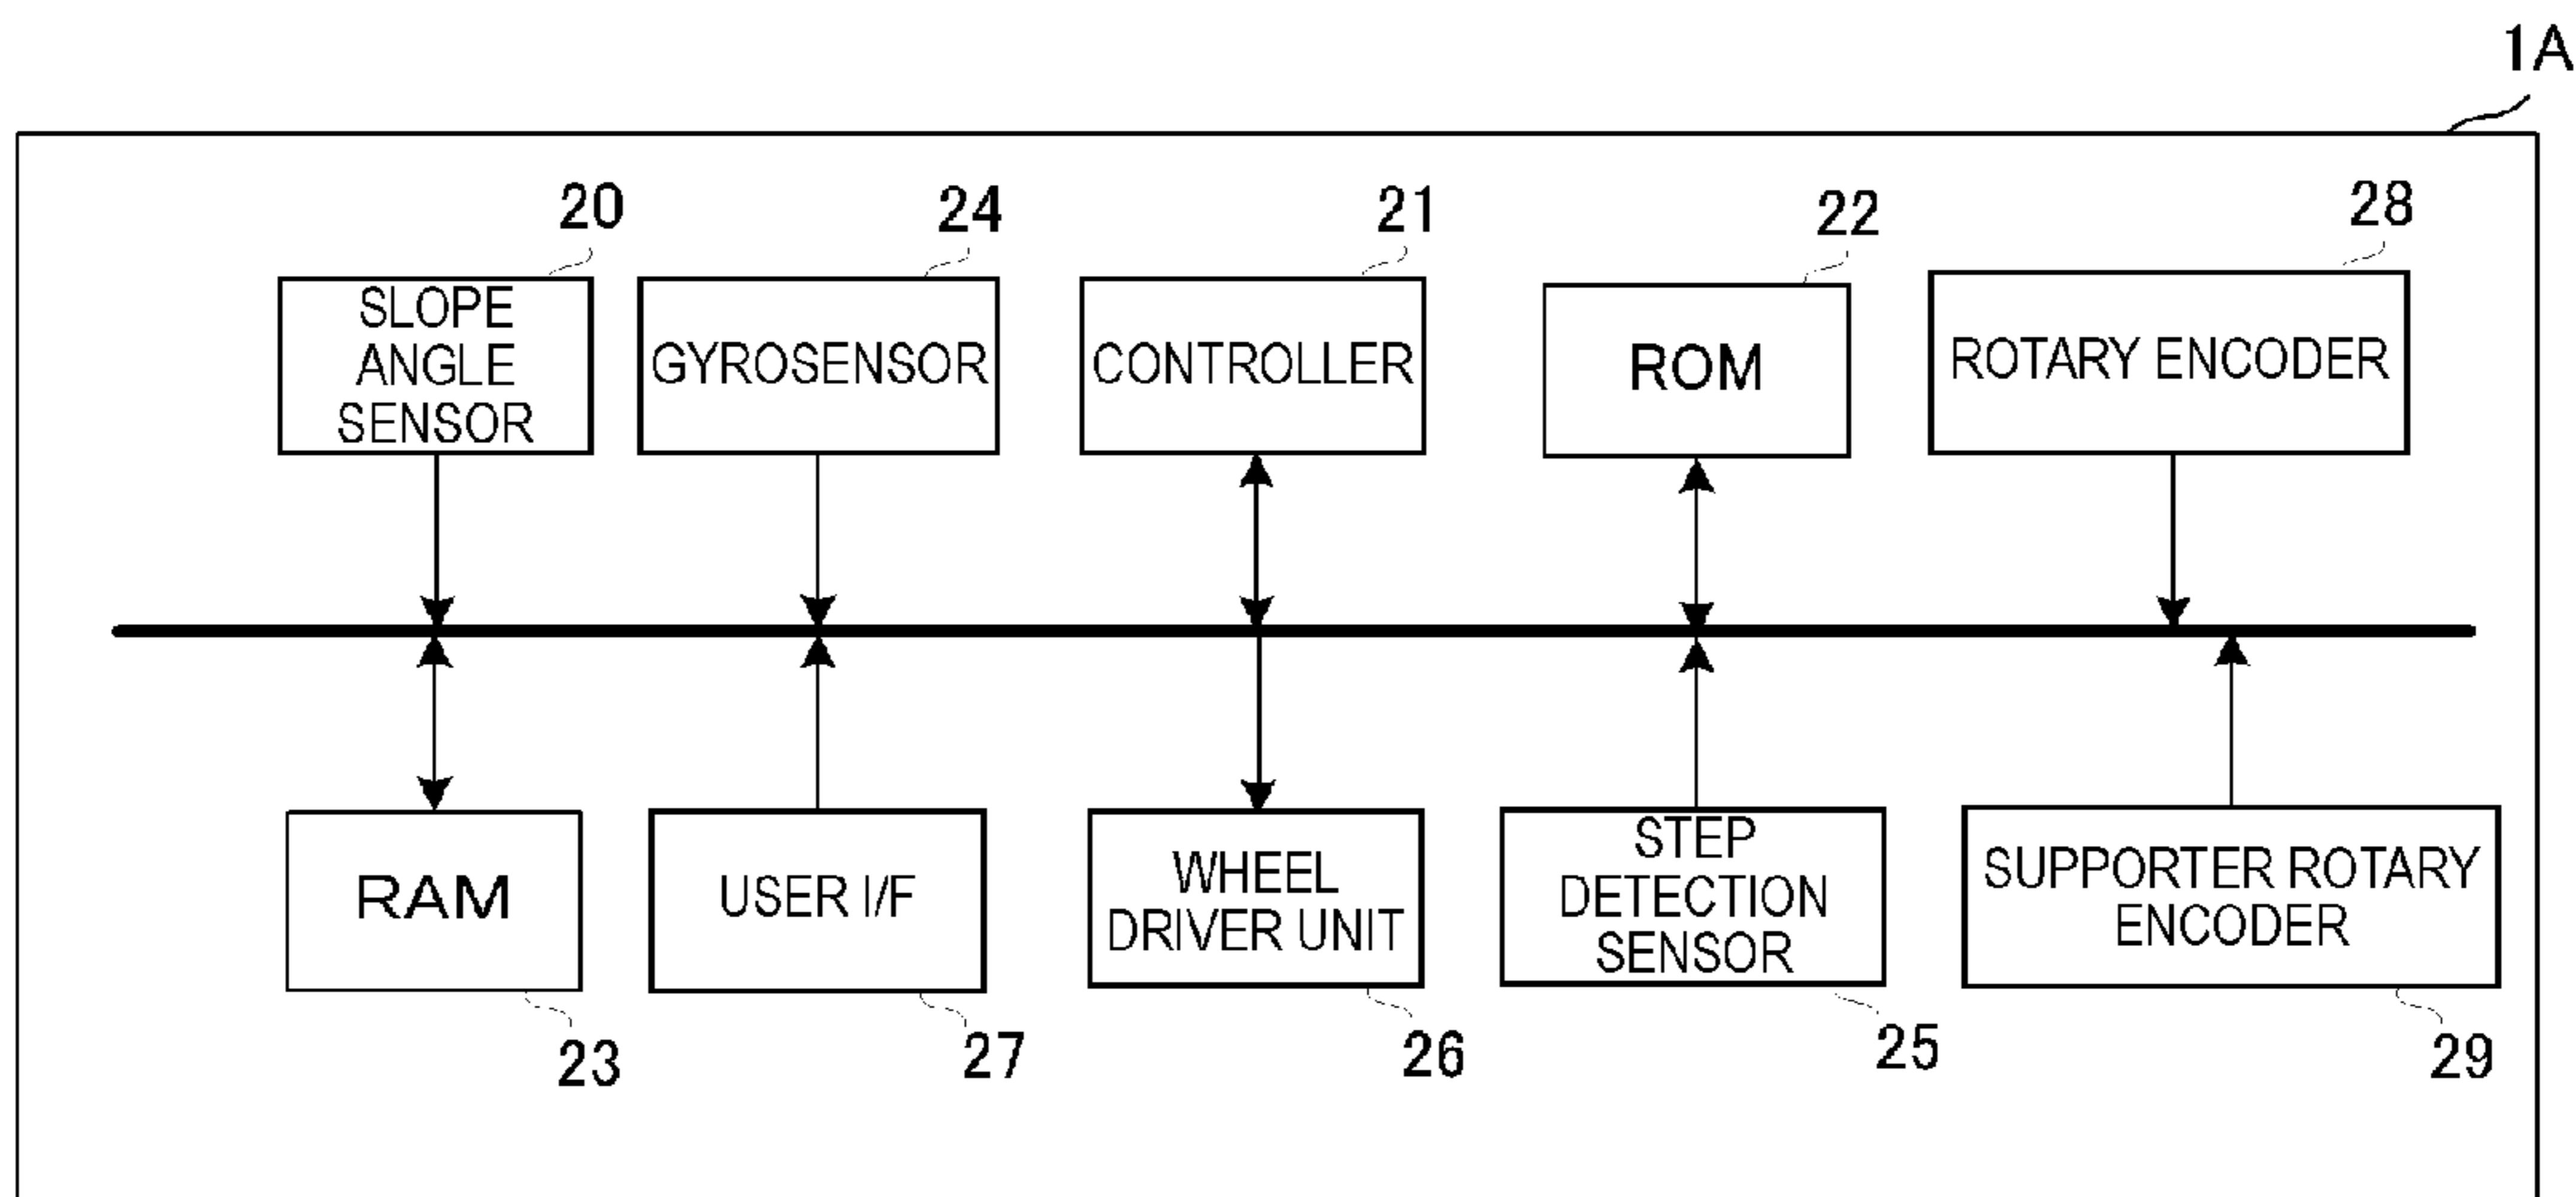 1A
20
24
21
22
28
SLOPE
ANGLE
SENSOR
GYROSENSOR
CONTROLLER
ROM
ROTARY ENCODER
RAM
USER I/F
WHEEL
DRIVER UNIT
STEP
DETECTION
SENSOR
SUPPORTER ROTARY
ENCODER
23
27
26
25
29